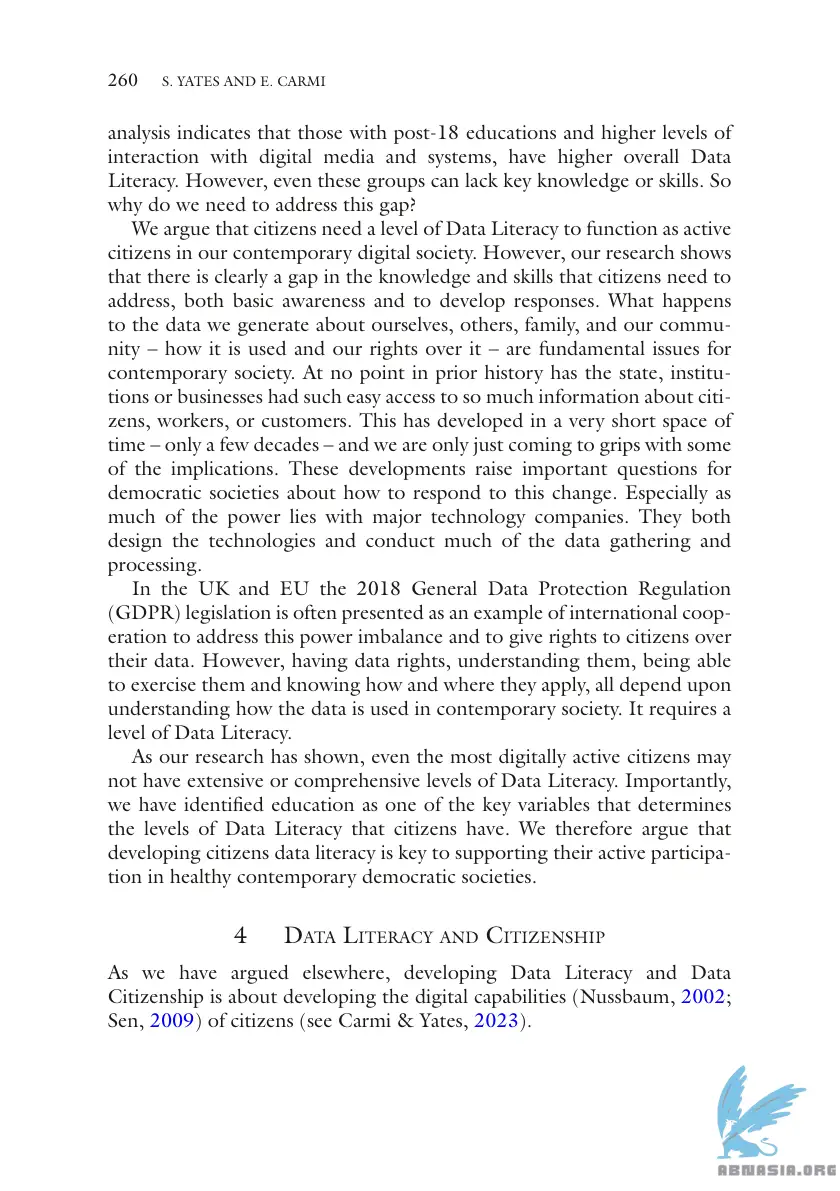 260 S. YATES AND E. CARMI
analysis indicates that those with post-18 educations and higher levels of
interaction with digital media and systems, have higher overall Data
Literacy. However, even these groups can lack key knowledge or skills. So
why do we need to address this gap?
We argue that citizens need a level of Data Literacy to function as active
citizens in our contemporary digital society. However, our research shows
that there is clearly a gap in the knowledge and skills that citizens need to
address, both basic awareness and to develop responses. What happens
to the data we generate about ourselves, others, family, and our commu-
nity – how it is used and our rights over it – are fundamental issues for
contemporary society. At no point in prior history has the state, institu-
tions or businesses had such easy access to so much information about citi-
zens, workers, or customers. This has developed in a very short space of
time – only a few decades – and we are only just coming to grips with some
of the implications. These developments raise important questions for
democratic societies about how to respond to this change. Especially as
much of the power lies with major technology companies. They both
design the technologies and conduct much of the data gathering and
processing.
In the UK and EU the 2018 General Data Protection Regulation
(GDPR) legislation is often presented as an example of international coop-
eration to address this power imbalance and to give rights to citizens over
their data. However, having data rights, understanding them, being able
to exercise them and knowing how and where they apply, all depend upon
understanding how the data is used in contemporary society. It requires a
level of Data Literacy.
As our research has shown, even the most digitally active citizens may
not have extensive or comprehensive levels of Data Literacy. Importantly,
we have identified education as one of the key variables that determines
the levels of Data Literacy that citizens have. We therefore argue that
developing citizens data literacy is key to supporting their active participa-
tion in healthy contemporary democratic societies.
4 DATA LITERACY AND CITIZENSHIP
As we have argued elsewhere, developing Data Literacy and Data
Citizenship is about developing the digital capabilities (Nussbaum, 2002;
Sen, 2009) of citizens (see Carmi & Yates, 2023).
ABNASIA.ORG